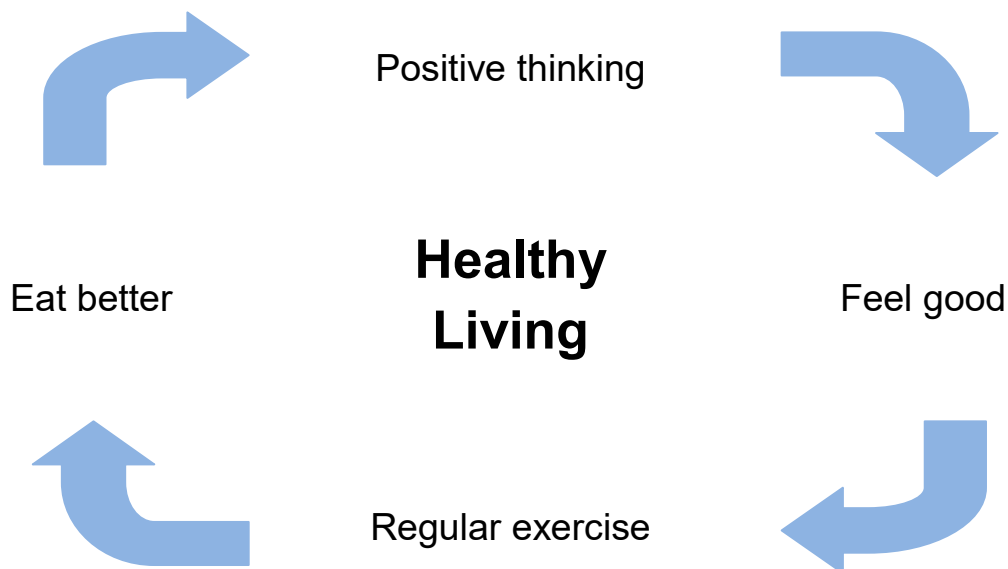 Positive thinking
Healthy
Living
Eat better
Feel good
Regular exercise